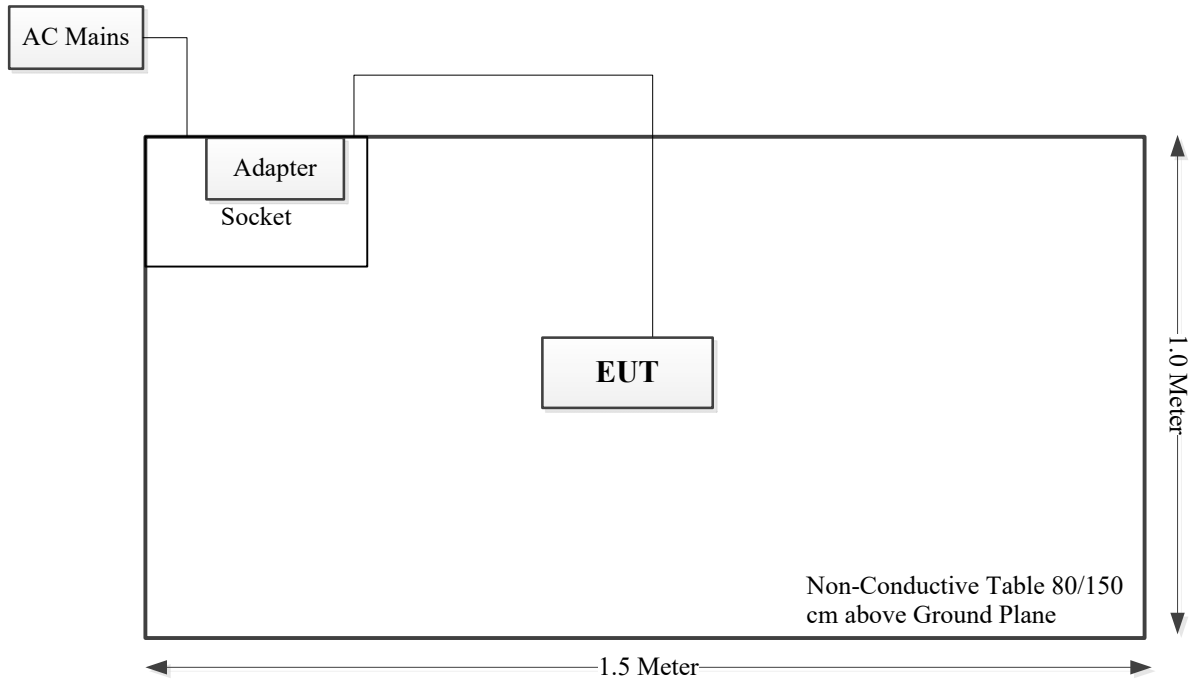 AC Mains
Adapter
Socket
EUT
1.0 Meter
Non-Conductive Table 80/150
cm above Ground Plane
1.5 Meter